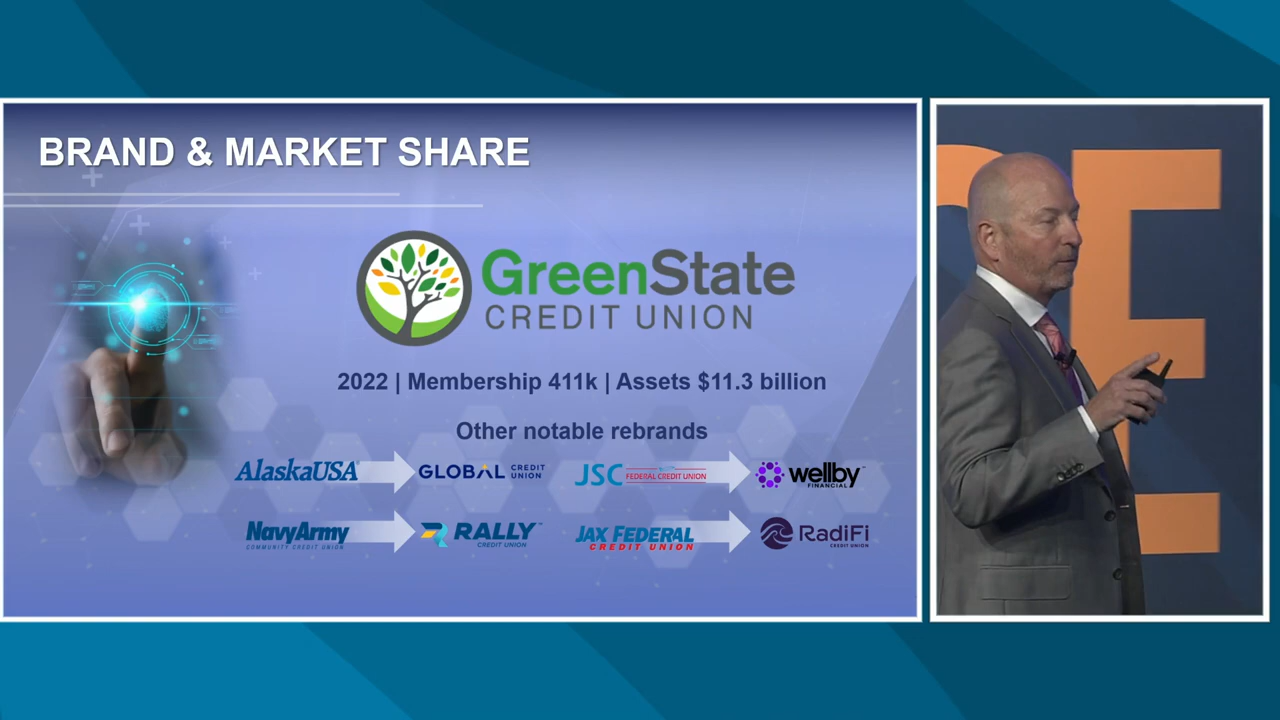 BRAND & MARKET SHARE
GreenState
CREDIT UNION
2022 | Membership 411k | Assets $11.3 billion
Other notable rebrands
AlaskaUSA
GLOBAL CREDIT UNION
JSC FEDERAL CREDIT UNION
wellby
FINANCIAL
NavyArmy
COMMUNITY CREDIT UNION
RALLY™
CREDIT UNION
JAX FEDERAL
CREDIT UNION
RadiFi
CREDIT UNION
E